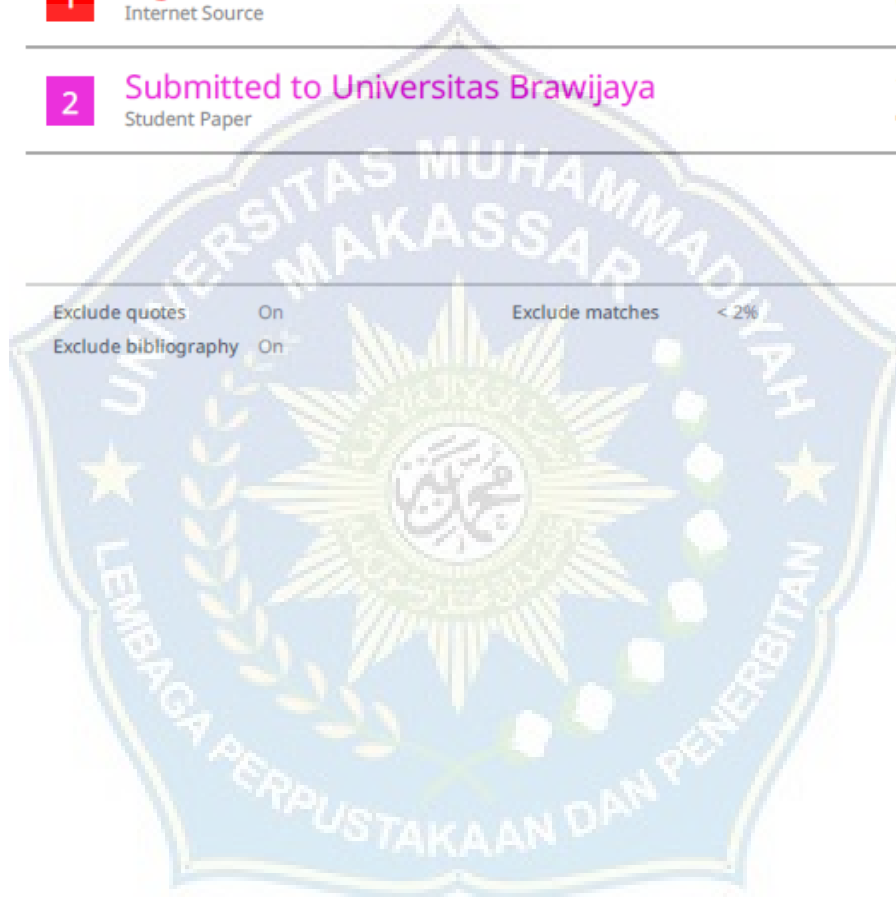 Internet Source
2 Submitted to Universitas Brawijaya
Student Paper
UNIVERSITAS MUHAMMADIYAH
MAKASSAR
Exclude quotes On Exclude matches < 2%
Exclude bibliography On
LEMBAGA PERPUSTAKAAN DAN PENERBITAN